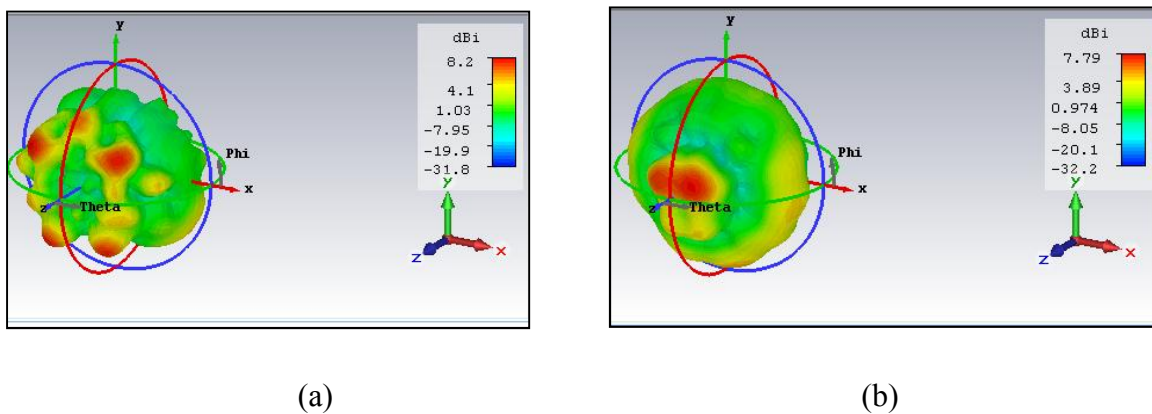 y
dBi
8.2
4.1
1.03
-7.95
-19.9
-31.8
Phi
x
z Theta
y
z
x
(a)
y
dBi
7.79
3.89
0.974
-8.05
-20.1
-32.2
Phi
x
z Theta
y
z
x
(b)